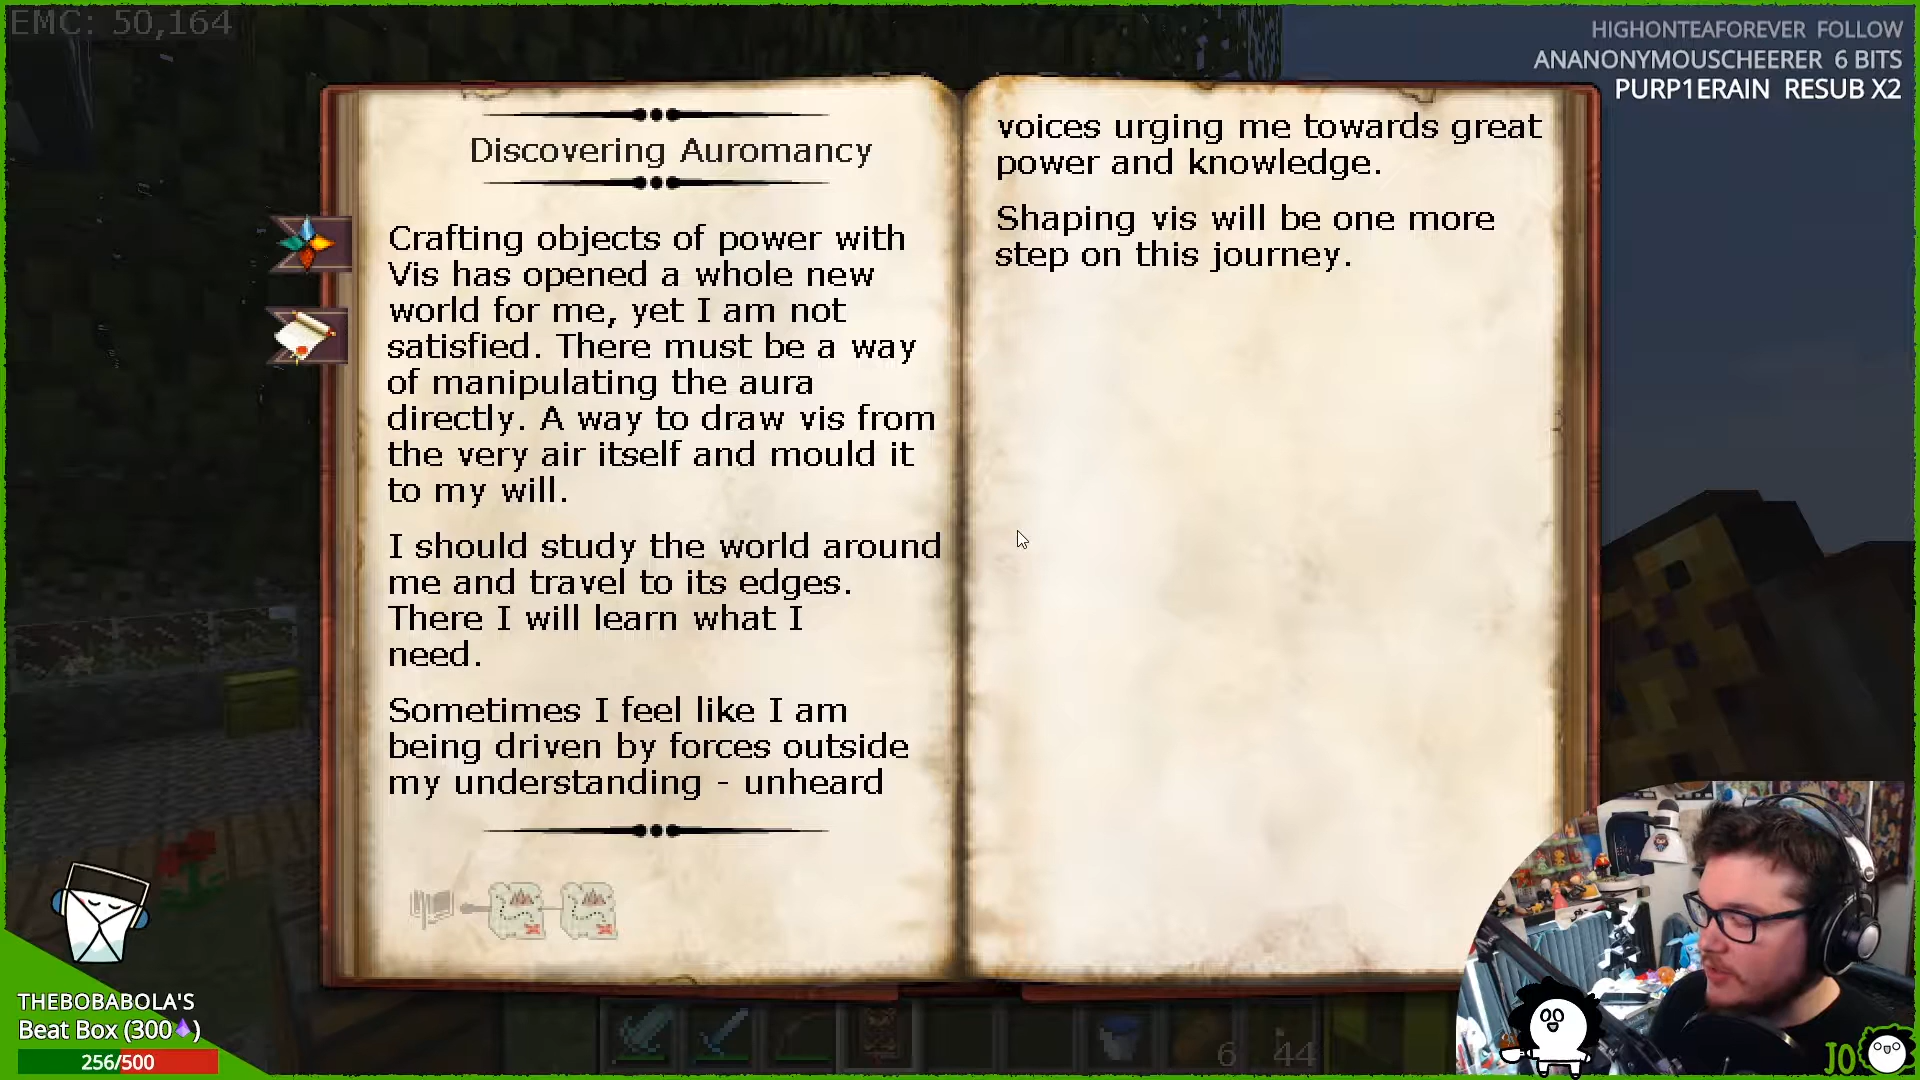 EMC: 50,164
HIGHONTEAFOREVER FOLLOW
ANANONYMOUSCHEERER 6 BITS
PURP1ERAIN RESUB X2
Discovering Auromancy
Crafting objects of power with
Vis has opened a whole new
world for me, yet I am not
satisfied. There must be a way
of manipulating the aura
directly. A way to draw vis from
the very air itself and mould it
to my will.
I should study the world around
me and travel to its edges.
There I will learn what I
need.
Sometimes I feel like I am
being driven by forces outside
my understanding - unheard
voices urging me towards great
power and knowledge.
Shaping vis will be one more
step on this journey.
THEBOBABOLA'S
Beat Box (300)
256/500
6
44
JO